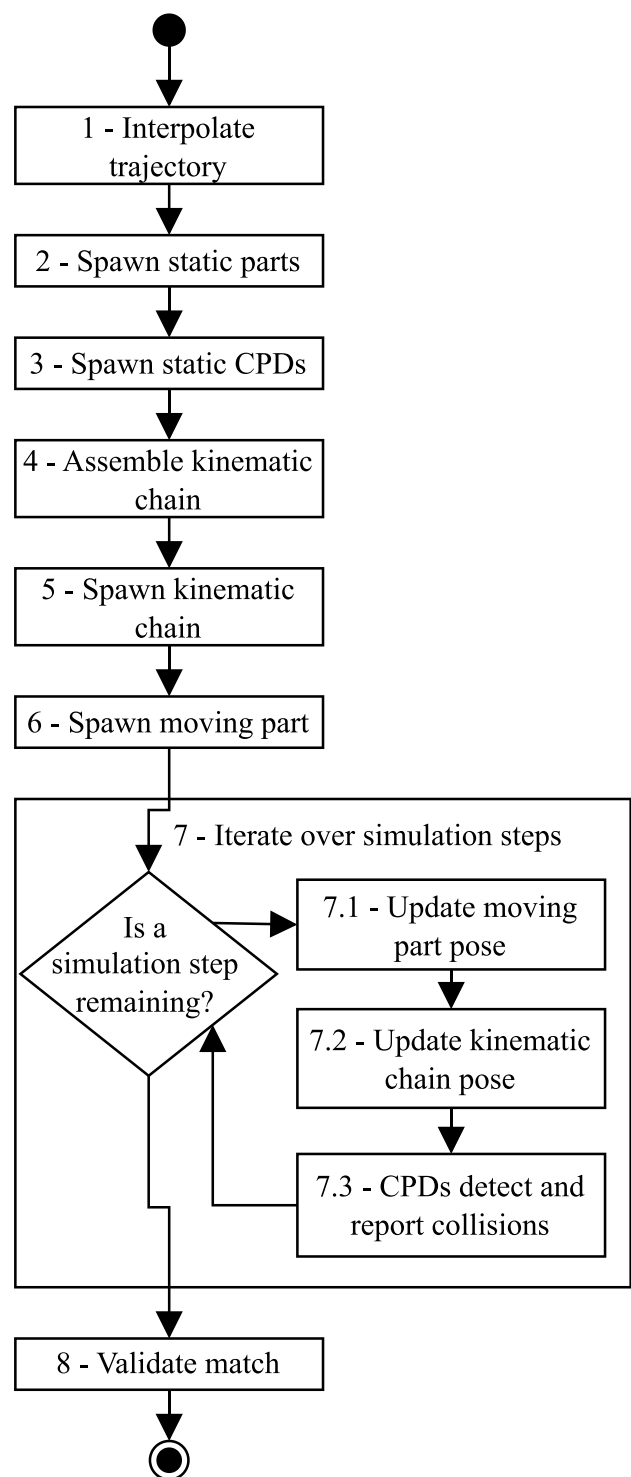 1 - Interpolate
trajectory
2 - Spawn static parts
3 - Spawn static CPDs
4 - Assemble kinematic
chain
5 - Spawn kinematic
chain
6 - Spawn moving part
7 - Iterate over simulation steps
Is a
simulation step
remaining?
7.1 - Update moving
part pose
7.2 - Update kinematic
chain pose
7.3 - CPDs detect and
report collisions
8 - Validate match